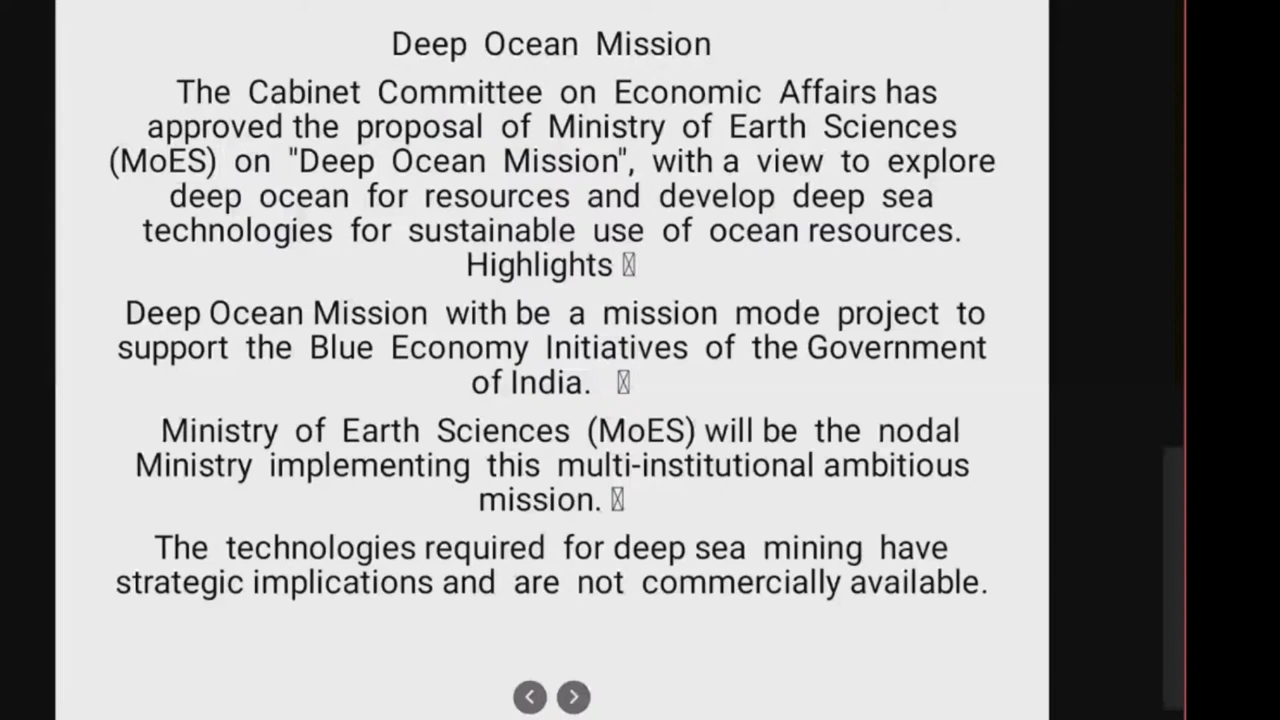 Deep Ocean Mission
The Cabinet Committee on Economic Affairs has
approved the proposal of Ministry of Earth Sciences
(MoES) on "Deep Ocean Mission", with a view to explore
deep ocean for resources and develop deep sea
technologies for sustainable use of ocean resources.
Highlights
Deep Ocean Mission with be a mission mode project to
support the Blue Economy Initiatives of the Government
of India.
Ministry of Earth Sciences (MoES) will be the nodal
Ministry implementing this multi-institutional ambitious
mission.
The technologies required for deep sea mining have
strategic implications and are not commercially available.